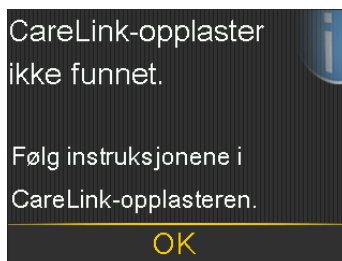 CareLink-opplaster
ikke funnet.
Følg instruksjonene i
CareLink-opplasteren.
OK